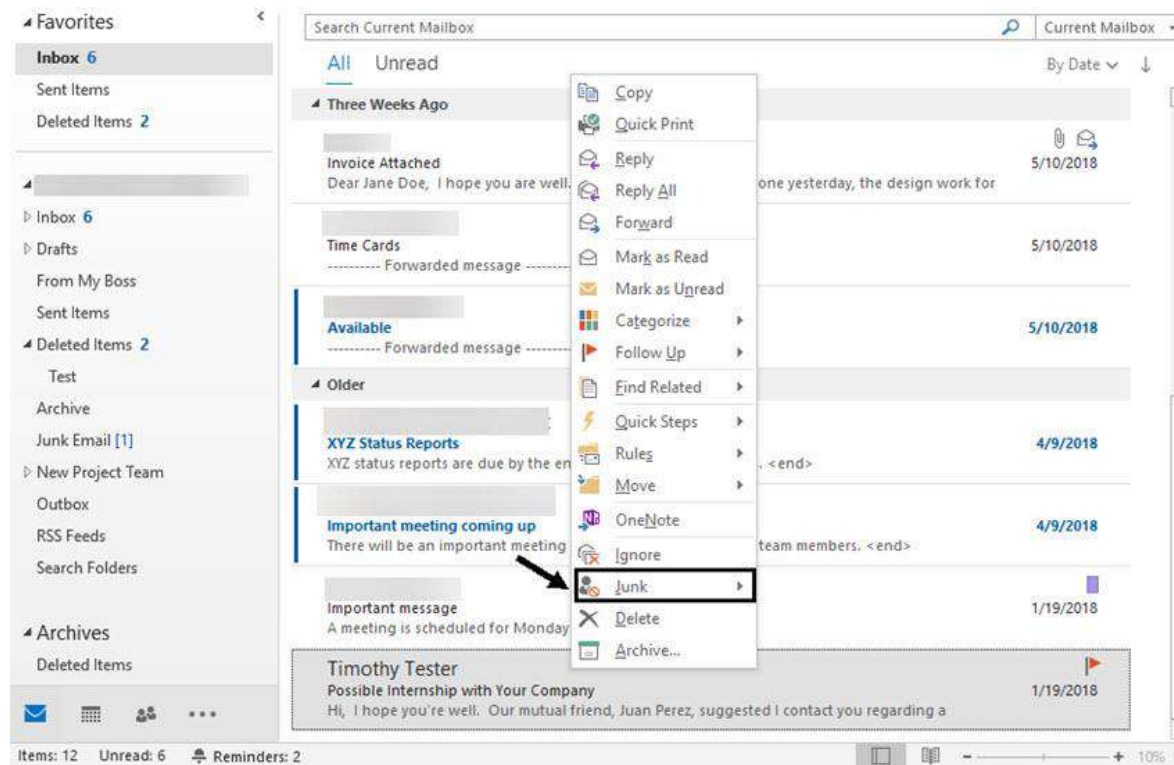 Favorites
Inbox 6
Sent Items
Deleted Items 2
Inbox 6
Drafts
From My Boss
Sent Items
Deleted Items 2
Test
Archive
Junk Email [1]
New Project Team
Outbox
RSS Feeds
Search Folders
Archives
Deleted Items
Search Current Mailbox
Current Mailbox
All Unread
By Date
Three Weeks Ago
Invoice Attached
5/10/2018
Dear Jane Doe, I hope you are well. one yesterday, the design work for
Time Cards
5/10/2018
---------- Forwarded message -------
Available
5/10/2018
---------- Forwarded message -------
Older
XYZ Status Reports
4/9/2018
XYZ status reports are due by the en . <end>
Important meeting coming up
4/9/2018
There will be an important meeting team members. <end>
Important message
1/19/2018
A meeting is scheduled for Monday
Timothy Tester
Possible Internship with Your Company
1/19/2018
Hi, I hope you're well. Our mutual friend, Juan Perez, suggested I contact you regarding a
Copy
Quick Print
Reply
Reply All
Forward
Mark as Read
Mark as Unread
Categorize
Follow Up
Find Related
Quick Steps
Rules
Move
OneNote
Ignore
Junk
Delete
Archive...
Items: 12 Unread: 6 Reminders: 2
10%